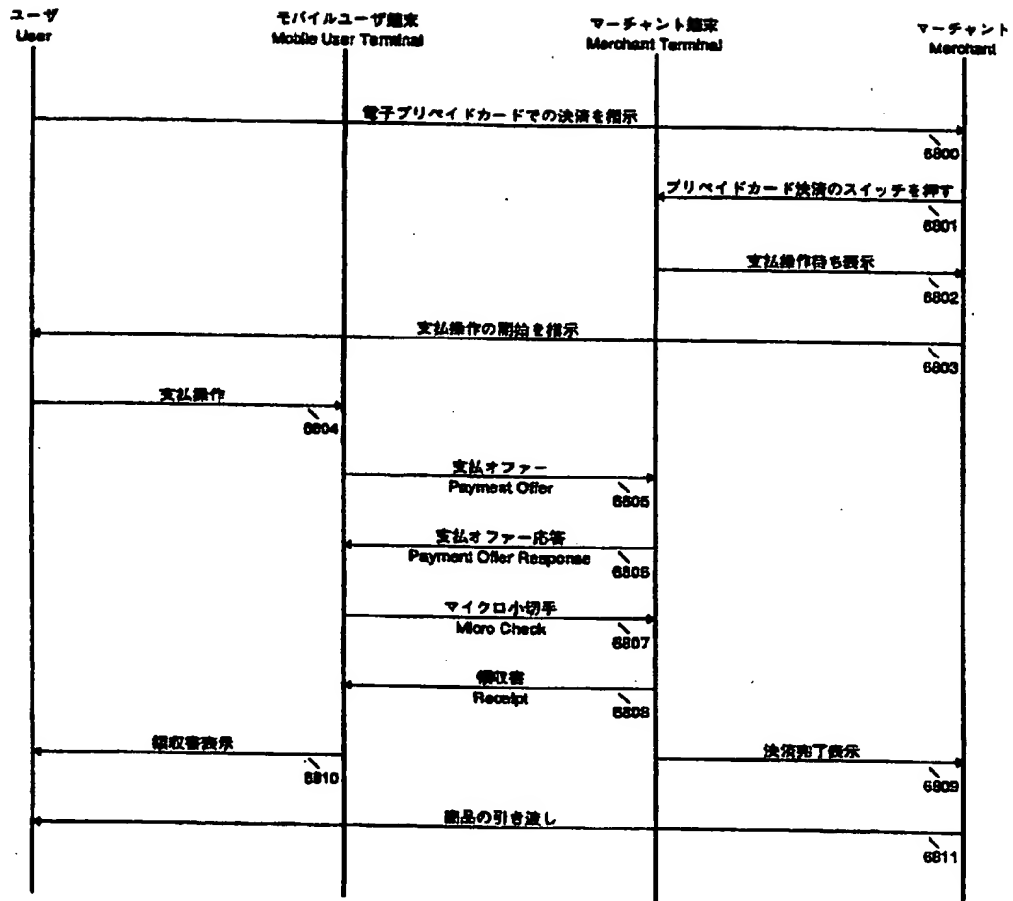 ユーザ
User
モバイルユーザ端末
Mobile User Terminal
マーチャント端末
Merchant Terminal
マーチャント
Merchant
電子プリペイドカードでの決済を指示
6800
プリペイドカード決済のスイッチを押す
6801
支払操作待ち表示
6802
支払操作の開始を指示
6803
支払操作
6804
支払オファー
Payment Offer
6805
支払オファー応答
Payment Offer Response
6806
マイクロ小切手
Micro Check
6807
領収書
Receipt
6808
領収書表示
6810
決済完了表示
6809
商品の引き渡し
6811